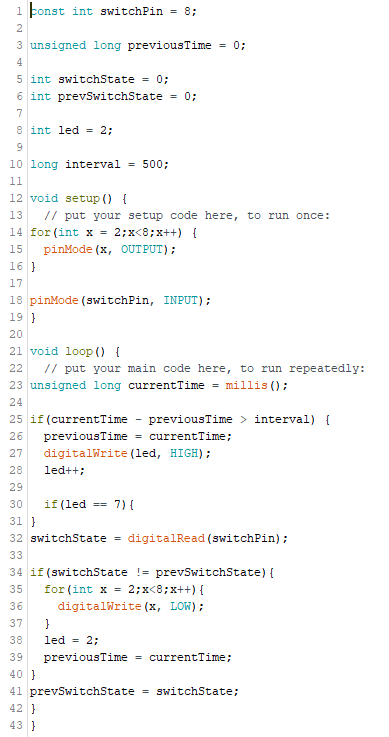 1 const int switchPin = 8;
2
3 unsigned long previousTime = 0;
4
5 int switchState = 0;
6 int prevSwitchState = 0;
7
8 int led = 2;
9
10 long interval = 500;
11
12 void setup() {
13   // put your setup code here, to run once:
14 for(int x = 2;x<8;x++) {
15   pinMode(x, OUTPUT);
16 }
17
18 pinMode(switchPin, INPUT);
19 }
20
21 void loop() {
22   // put your main code here, to run repeatedly:
23 unsigned long currentTime = millis();
24
25 if(currentTime - previousTime > interval) {
26   previousTime = currentTime;
27   digitalWrite(led, HIGH);
28   led++;
29
30   if(led == 7){
31 }
32 switchState = digitalRead(switchPin);
33
34 if(switchState != prevSwitchState){
35   for(int x = 2;x<8;x++){
36     digitalWrite(x, LOW);
37   }
38   led = 2;
39   previousTime = currentTime;
40 }
41 prevSwitchState = switchState;
42 }
43 }